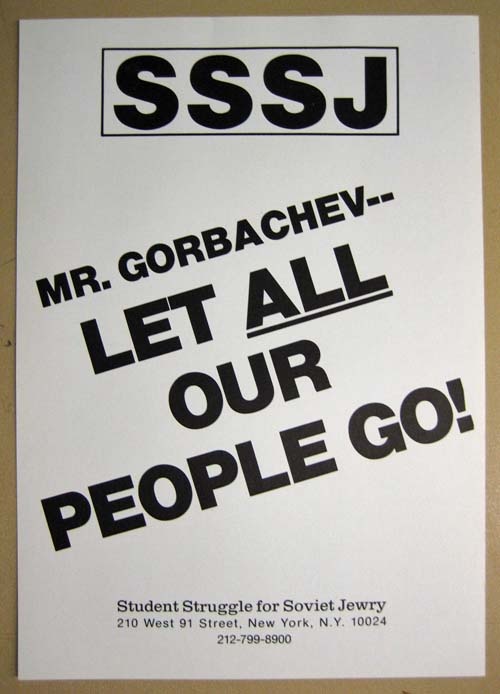 SSSJ
MR. GORBACHEV--
LET ALL
OUR
PEOPLE GO!
Student Struggle for Soviet Jewry
210 West 91 Street, New York, N.Y. 10024
212-799-8900